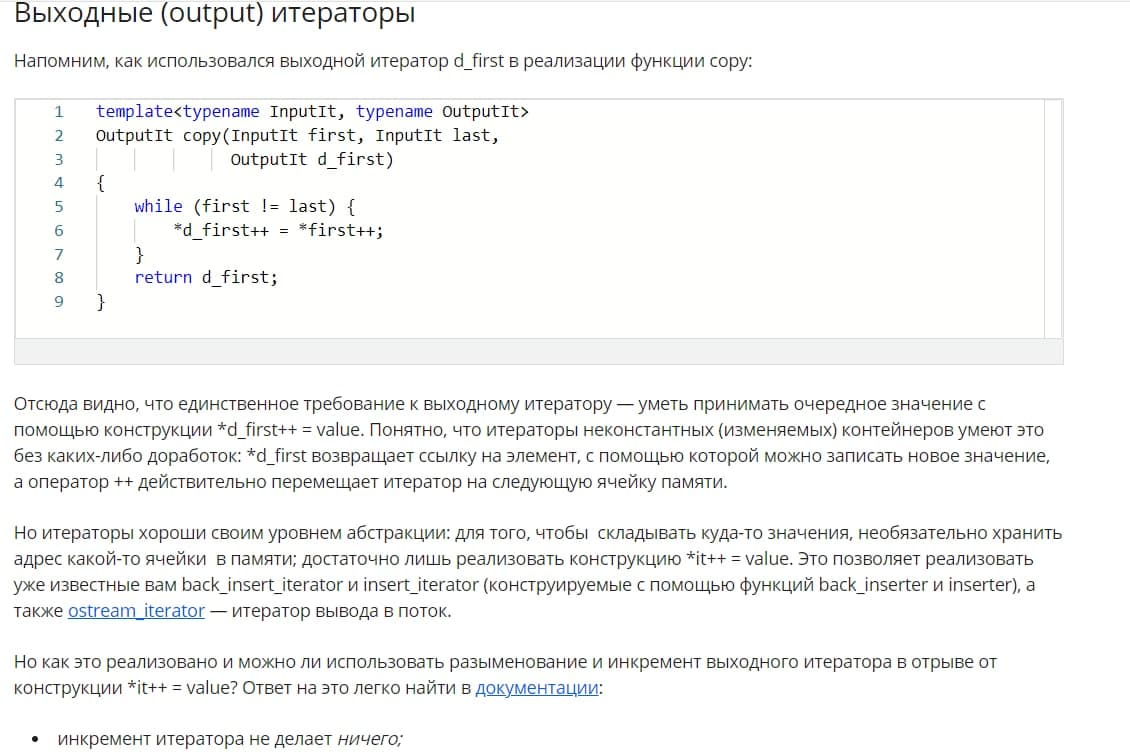 Выходные (output) итераторы
Напомним, как использовался выходной итератор d_first в реализации функции copy:
1 template<typename InputIt, typename OutputIt>
2 OutputIt copy(InputIt first, InputIt last,
3 OutputIt d_first)
4 {
5 while (first != last) {
6 *d_first++ = *first++;
7 }
8 return d_first;
9 }
Отсюда видно, что единственное требование к выходному итератору — уметь принимать очередное значение с
помощью конструкции *d_first++ = value. Понятно, что итераторы неконстантных (изменяемых) контейнеров умеют это
без каких-либо доработок: *d_first возвращает ссылку на элемент, с помощью которой можно записать новое значение,
а оператор ++ действительно перемещает итератор на следующую ячейку памяти.
Но итераторы хороши своим уровнем абстракции: для того, чтобы складывать куда-то значения, необязательно хранить
адрес какой-то ячейки в памяти; достаточно лишь реализовать конструкцию *it++ = value. Это позволяет реализовать
уже известные вам back_insert_iterator и insert_iterator (конструируемые с помощью функций back_inserter и inserter), а
также ostream_iterator — итератор вывода в поток.
Но как это реализовано и можно ли использовать разыменование и инкремент выходного итератора в отрыве от
конструкции *it++ = value? Ответ на это легко найти в документации:
• инкремент итератора не делает ничего;